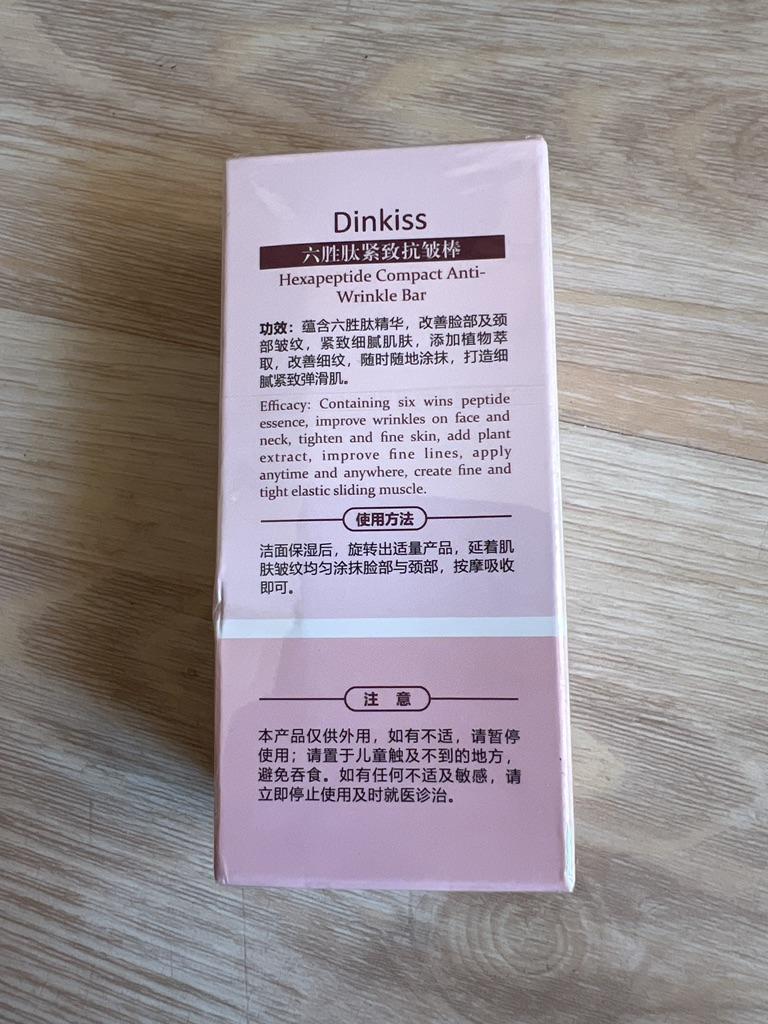 Dinkiss
六胜肽紧致抗皱棒
Hexapeptide Compact Anti-
Wrinkle Bar
功效：蕴含六胜肽精华，改善脸部及颈
部皱纹，紧致细腻肌肤，添加植物萃
取，改善细纹，随时随地涂抹，打造细
腻紧致弹滑肌。
Efficacy: Containing six wins peptide
essence, improve wrinkles on face and
neck, tighten and fine skin, add plant
extract, improve fine lines, apply
anytime and anywhere, create fine and
tight elastic sliding muscle.
使用方法
洁面保湿后，旋转出适量产品，延着肌
肤皱纹均匀涂抹脸部与颈部，按摩吸收
即可。
注 意
本产品仅供外用，如有不适，请暂停
使用；请置于儿童触及不到的地方，
避免吞食。如有任何不适及敏感，请
立即停止使用及时就医诊治。